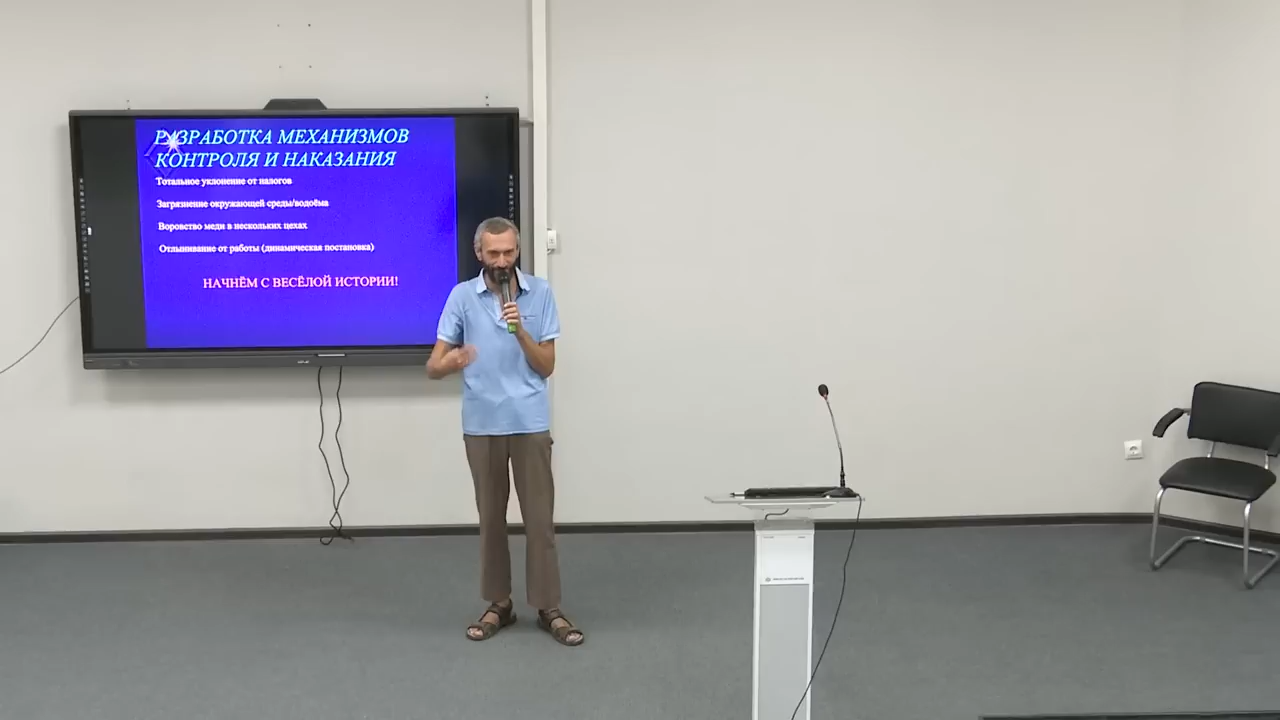 РАЗРАБОТКА МЕХАНИЗМОВ
КОНТРОЛЯ И НАКАЗАНИЯ
Тотальное уклонение от налогов
Загрязнение окружающей среды/водоёма
Воровство меди в нескольких цехах
Отлынивание от работы (динамическая постановка)
НАЧНЁМ С ВЕСЁЛОЙ ИСТОРИИ!